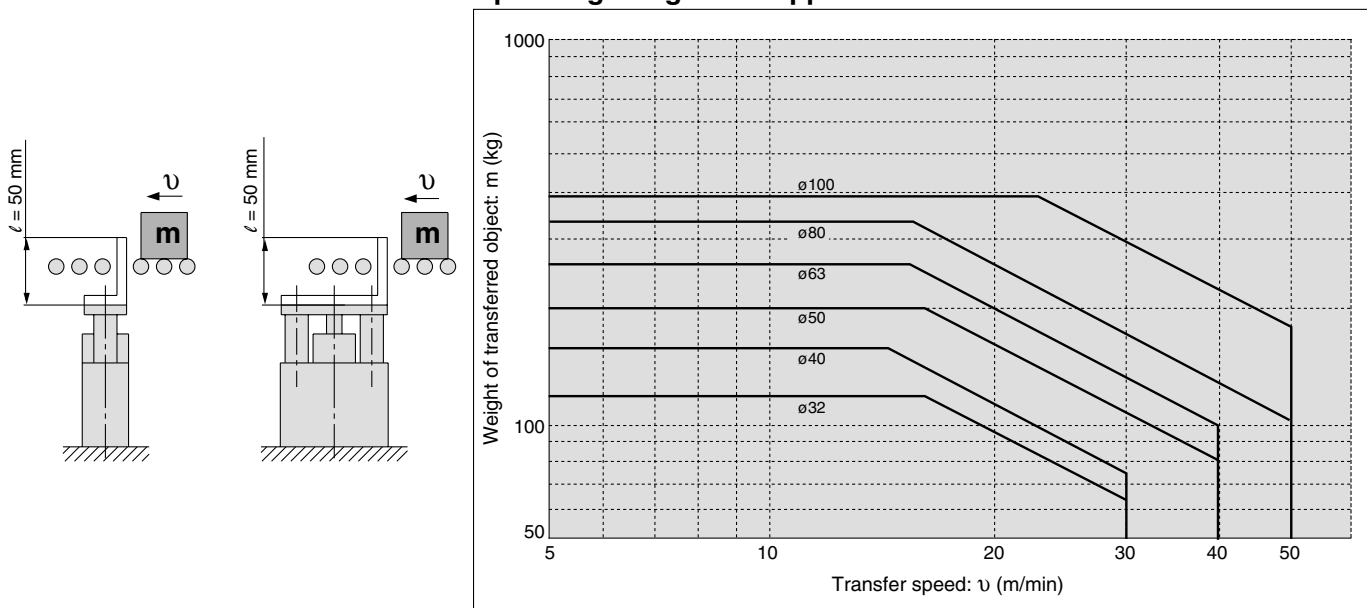 ℓ = 50 mm
υ
m
ℓ = 50 mm
υ
m
Weight of transferred object: m (kg)
1000
100
50
ø100
ø80
ø63
ø50
ø40
ø32
5
10
20
30
40
50
Transfer speed: υ (m/min)